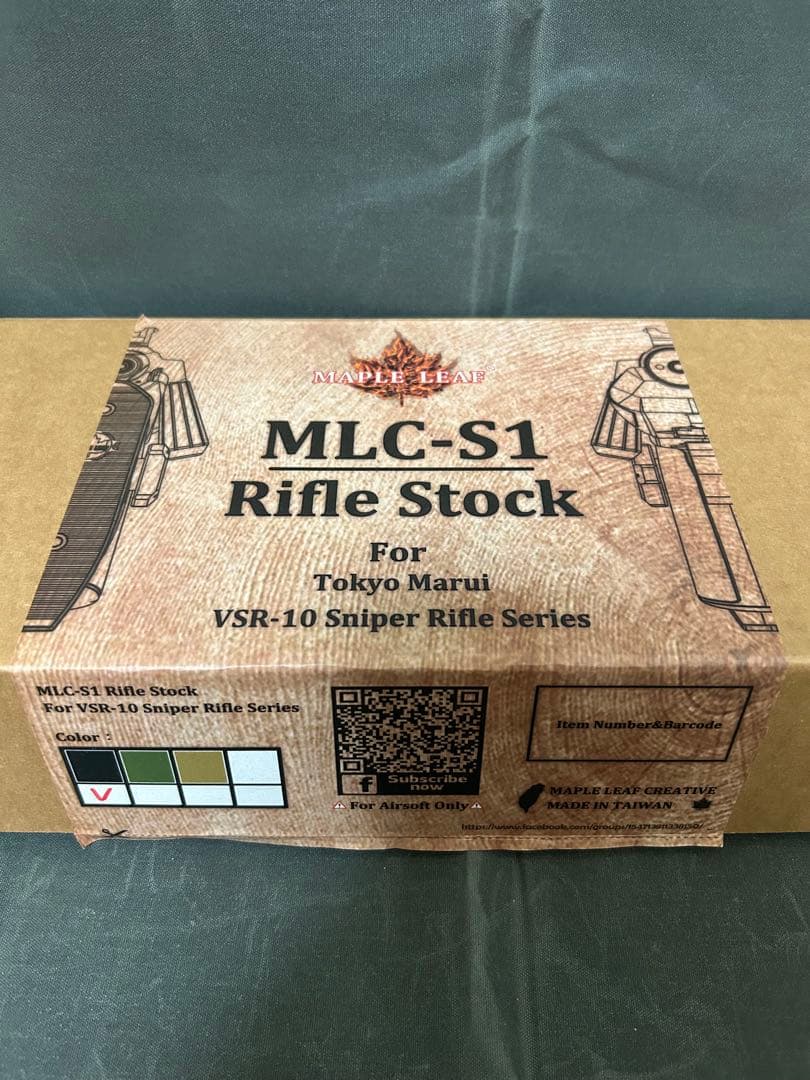 MAPLE LEAF
MLC-S1
Rifle Stock
For
Tokyo Marui
VSR-10 Sniper Rifle Series
MLC-S1 Rifle Stock
For VSR-10 Sniper Rifle Series
Color :
V
f Subscribe
now
⚠For Airsoft Only⚠
Item Number&Barcode
MAPLE LEAF CREATIVE
MADE IN TAIWAN